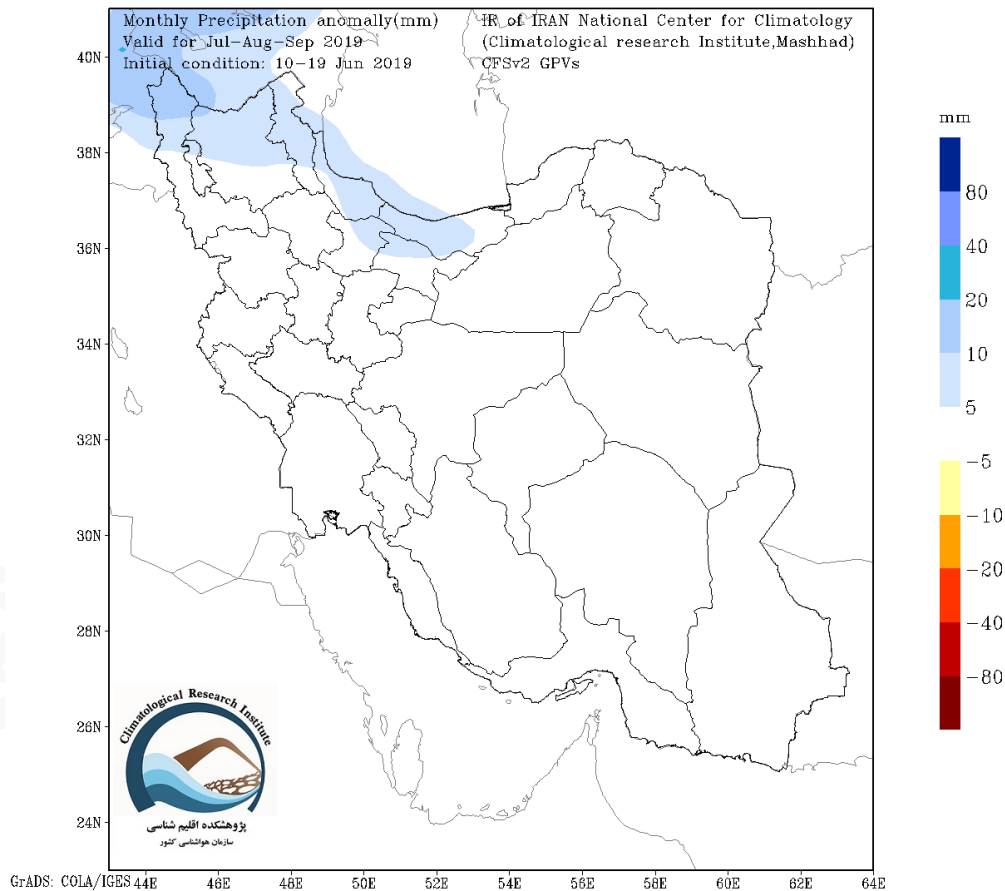 Monthly Precipitation anomaly(mm)
Valid for Jul-Aug-Sep 2019
Initial condition: 10-19 Jun 2019
IR of IRAN National Center for Climatology
(Climatological research Institute,Mashhad)
CFSv2 GPVs
40N
38N
36N
34N
32N
30N
28N
26N
24N
mm
80
40
20
10
5
-5
-10
-20
-40
-80
Climatological Research Institute
پژوهشکده اقلیم شناسی
سازمان هواشناسی کشور
GrADS: COLA/IGES
44E 46E 48E 50E 52E 54E 56E 58E 60E 62E 64E